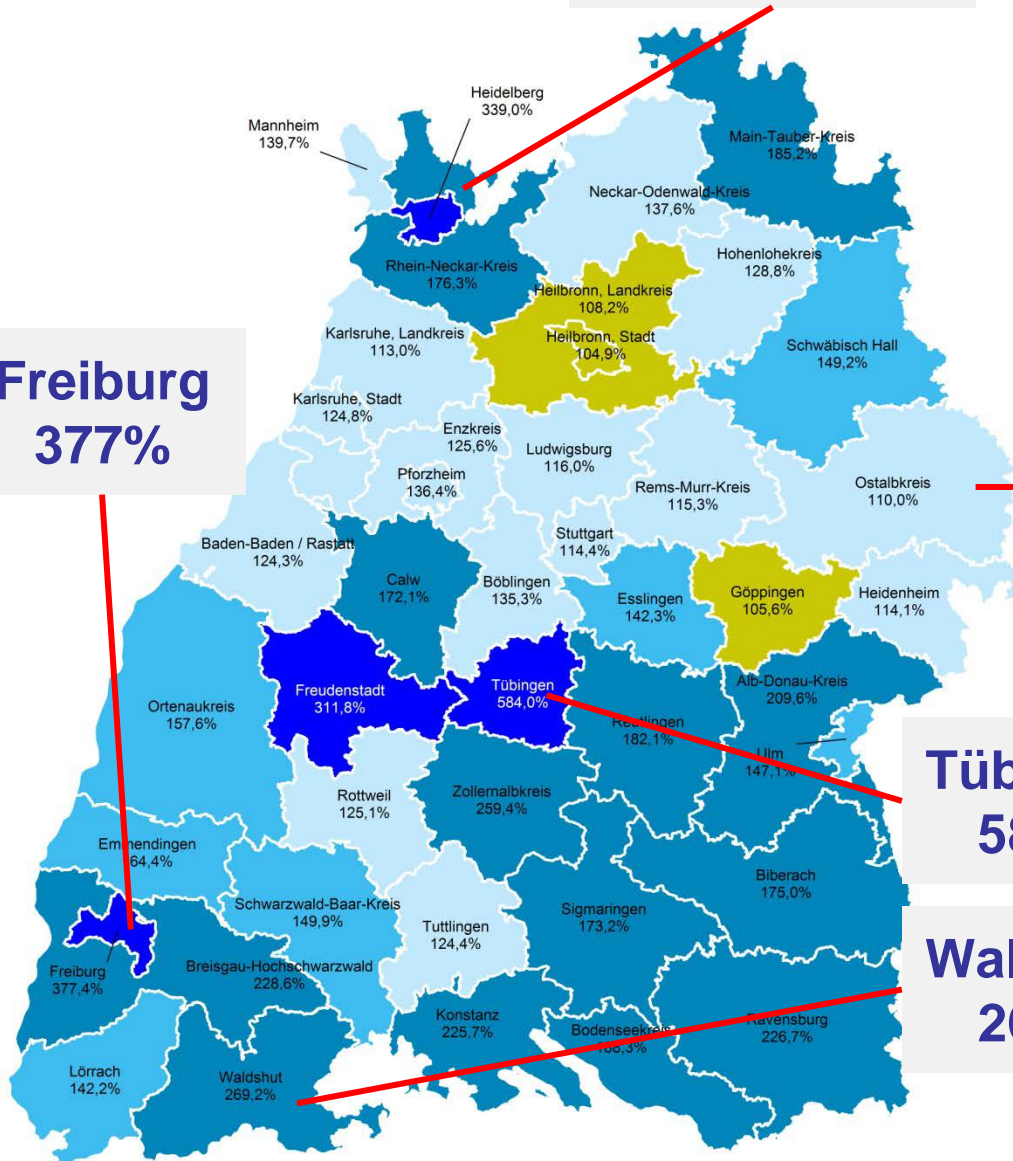 Heidelberg
339,0%
Mannheim
139,7%
Main-Tauber-Kreis
185,2%
Neckar-Odenwald-Kreis
137,6%
Hohenlohekreis
128,8%
Rhein-Neckar-Kreis
176,3%
Heilbronn, Landkreis
108,2%
Karlsruhe, Landkreis
113,0%
Heilbronn, Stadt
104,9%
Schwäbisch Hall
149,2%
Freiburg
377%
Karlsruhe, Stadt
124,8%
Enzkreis
125,6%
Ludwigsburg
116,0%
Pforzheim
136,4%
Rems-Murr-Kreis
115,3%
Ostalbkreis
110,0%
Stuttgart
114,4%
Baden-Baden / Rastatt
124,3%
Calw
172,1%
Böblingen
135,3%
Esslingen
142,3%
Göppingen
105,6%
Heidenheim
114,1%
Ortenaukreis
157,6%
Freudenstadt
311,8%
Tübingen
584,0%
Alb-Donau-Kreis
209,6%
Reutlingen
182,1%
Ulm
147,1%
Tüb
58
Rottweil
125,1%
Zollernalbkreis
259,4%
Emmendingen
64,4%
Biberach
175,0%
Schwarzwald-Baar-Kreis
149,9%
Tuttlingen
124,4%
Sigmaringen
173,2%
Wal
26
Freiburg
377,4%
Breisgau-Hochschwarzwald
228,6%
Konstanz
225,7%
Bodenseekreis
Ravensburg
226,7%
Lörrach
142,2%
Waldshut
269,2%